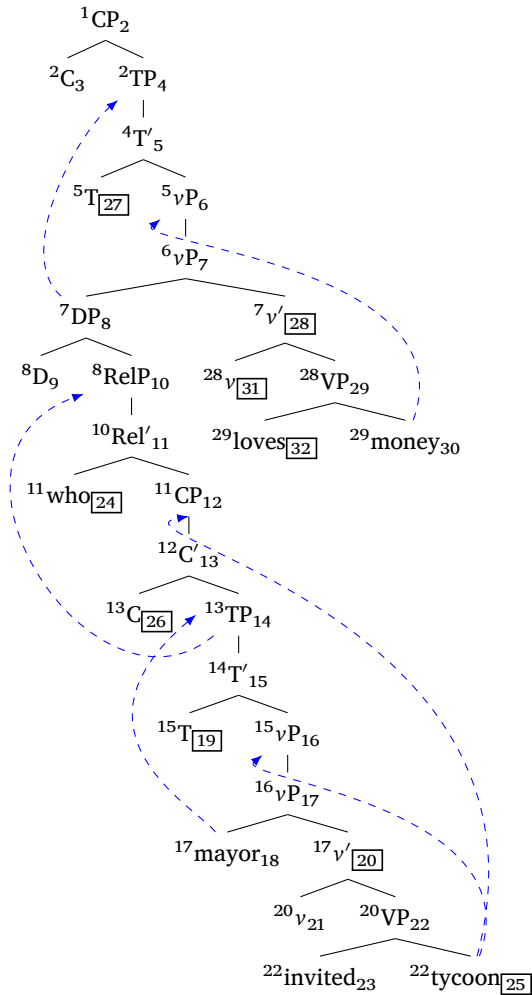 ¹CP₂
²C₃ ²TP₄
⁴T′₅
⁵T₂₇ ⁵vP₆
⁶vP₇
⁷DP₈ ⁷v′₂₈
⁸D₉ ⁸RelP₁₀ ²⁸v₃₁ ²⁸VP₂₉
¹⁰Rel′₁₁ ²⁹loves₃₂ ²⁹money₃₀
¹¹who₂₄ ¹¹CP₁₂
¹²C′₁₃
¹³C₂₆ ¹³TP₁₄
¹⁴T′₁₅
¹⁵T₁₉ ¹⁵vP₁₆
¹⁶vP₁₇
¹⁷mayor₁₈ ¹⁷v′₂₀
²⁰v₂₁ ²⁰VP₂₂
²²invited₂₃ ²²tycoon₂₅